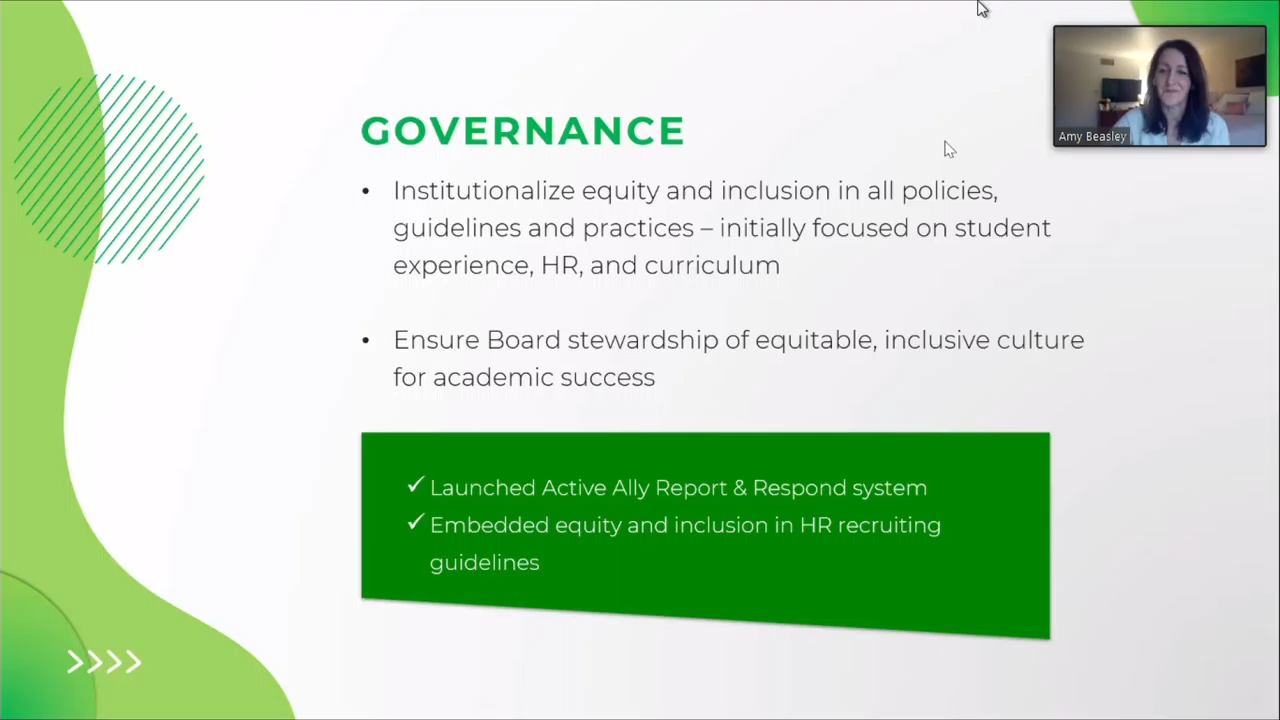 GOVERNANCE
Amy Beasley
• Institutionalize equity and inclusion in all policies,
guidelines and practices – initially focused on student
experience, HR, and curriculum
• Ensure Board stewardship of equitable, inclusive culture
for academic success
✓ Launched Active Ally Report & Respond system
✓ Embedded equity and inclusion in HR recruiting
guidelines